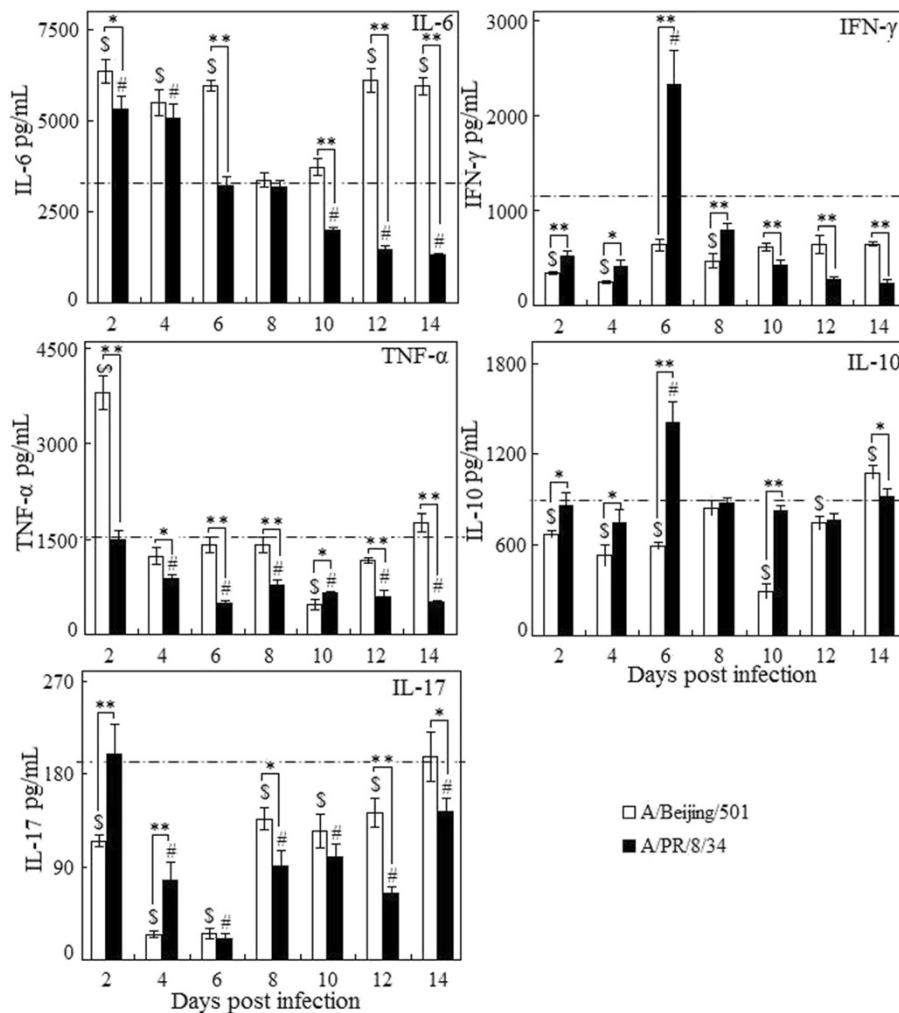 IL-6
IL-6 pg/mL
7500
5000
2500
0
* ** ** ** **
$ $ $ $ $
# # # # #
2 4 6 8 10 12 14
IFN-γ
IFN-γ pg/mL
3000
2000
1000
0
** * ** ** ** ** **
$ $ $
#
2 4 6 8 10 12 14
TNF-α
TNF-α pg/mL
4500
3000
1500
0
** * ** ** * ** **
$ $
# # # # #
2 4 6 8 10 12 14
IL-10
IL-10 pg/mL
1800
1200
600
0
* * ** ** *
$ $ $ $ $ $
#
2 4 6 8 10 12 14
Days post infection
IL-17
IL-17 pg/mL
270
180
90
0
** ** * ** *
$ $ $ $ $ $
# # # # # #
2 4 6 8 10 12 14
Days post infection
A/Beijing/501
A/PR/8/34